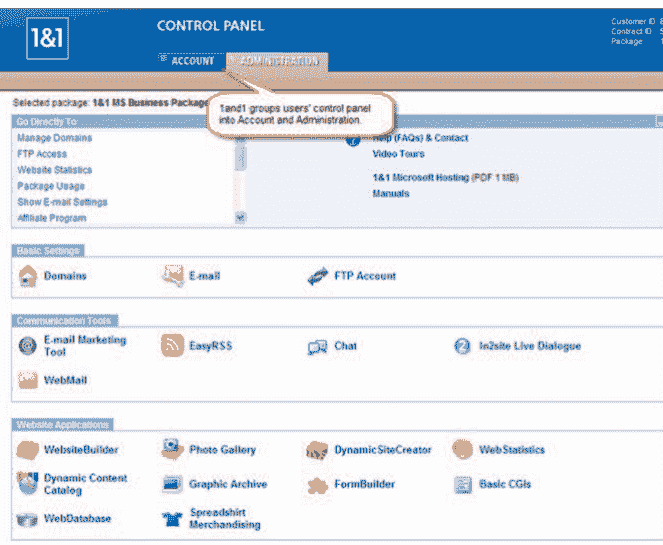 1&1
CONTROL PANEL
Customer ID
Contract ID
Package
ACCOUNT
ADMINISTRATION
Selected package: 1&1 MS Business Package
1and1 groups users' control panel
into Account and Administration.
Go Directly To
Manage Domains
FTP Access
Website Statistics
Package Usage
Show E-mail Settings
Affiliate Program
Help (FAQs) & Contact
Video Tours
1&1 Microsoft Hosting (PDF 1 MB)
Manuals
Basic Settings
Domains
E-mail
FTP Account
Communication Tools
E-mail Marketing
Tool
EasyRSS
Chat
In2site Live Dialogue
WebMail
Website Applications
WebsiteBuilder
Photo Gallery
DynamicSiteCreator
WebStatistics
Dynamic Content
Catalog
Graphic Archive
FormBuilder
Basic CGIs
WebDatabase
Spreadshirt
Merchandising